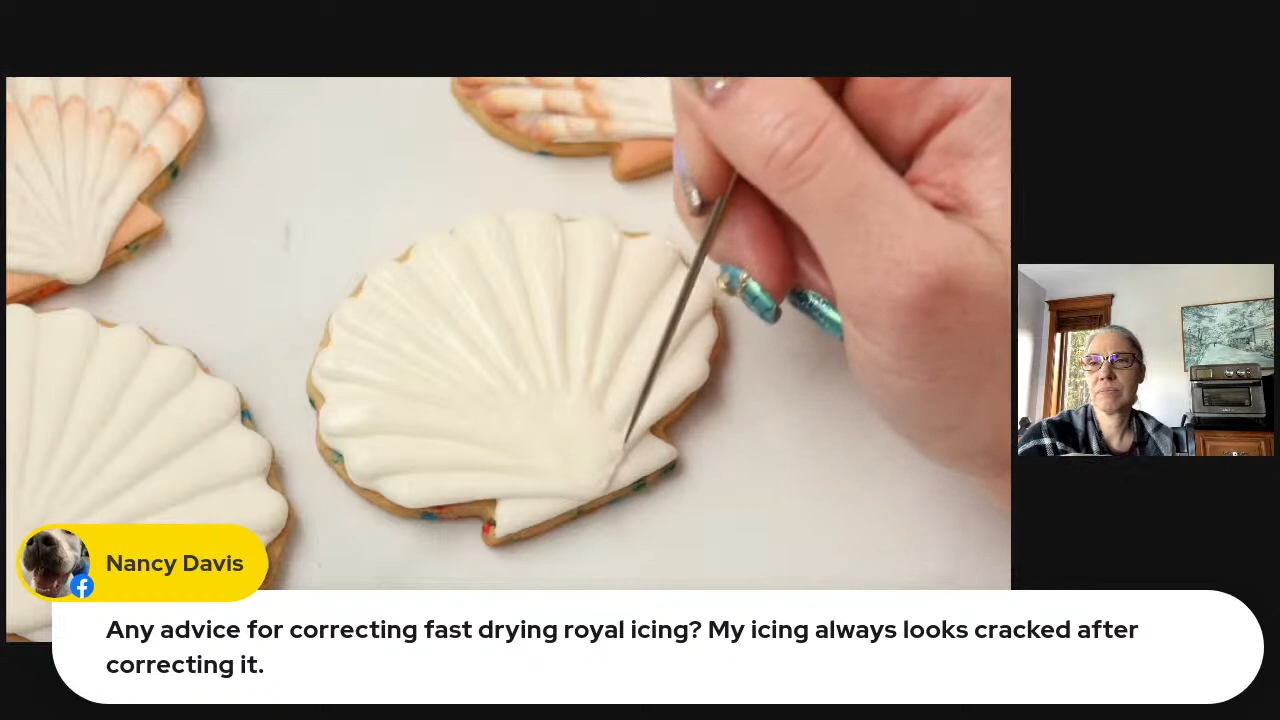 Nancy Davis
Any advice for correcting fast drying royal icing? My icing always looks cracked after
correcting it.